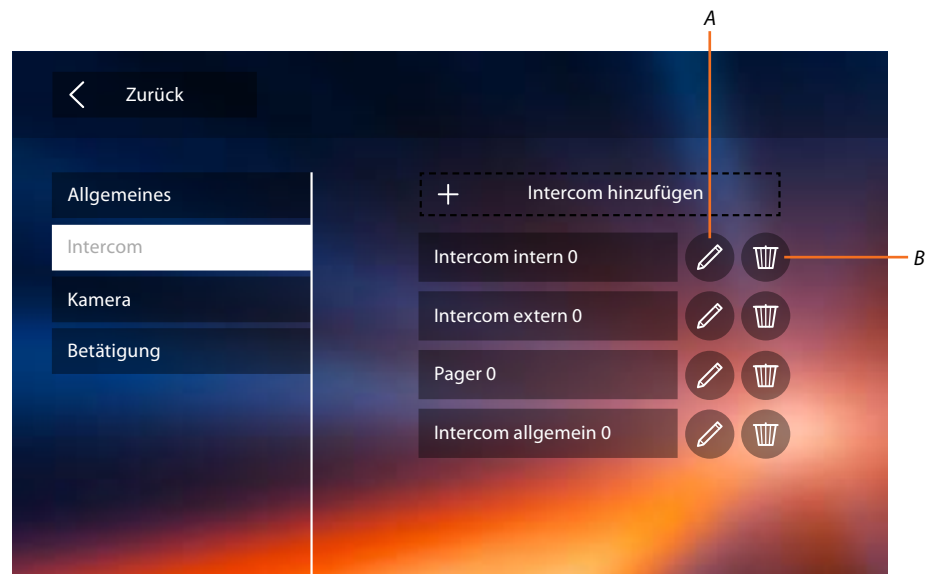 A
Zurück
Allgemeines
Intercom
Kamera
Betätigung
Intercom hinzufügen
Intercom intern 0
B
Intercom extern 0
Pager 0
Intercom allgemein 0